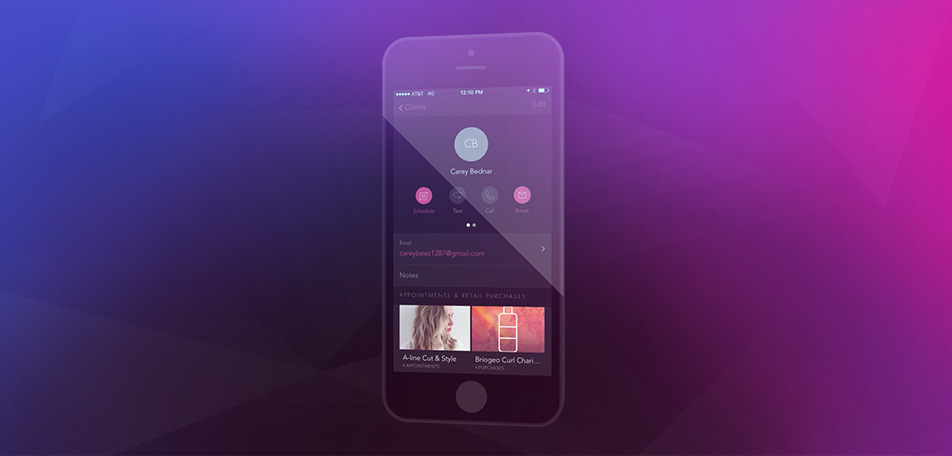 AT&T 4G 12:10 PM
Clients Edit
CB
Carey Bednar
Schedule Text Call Email
Email
careybeez1287@gmail.com
Notes
APPOINTMENTS & RETAIL PURCHASES
A-line Cut & Style Briogeo Curl Chari...
6 APPOINTMENTS 4 PURCHASES